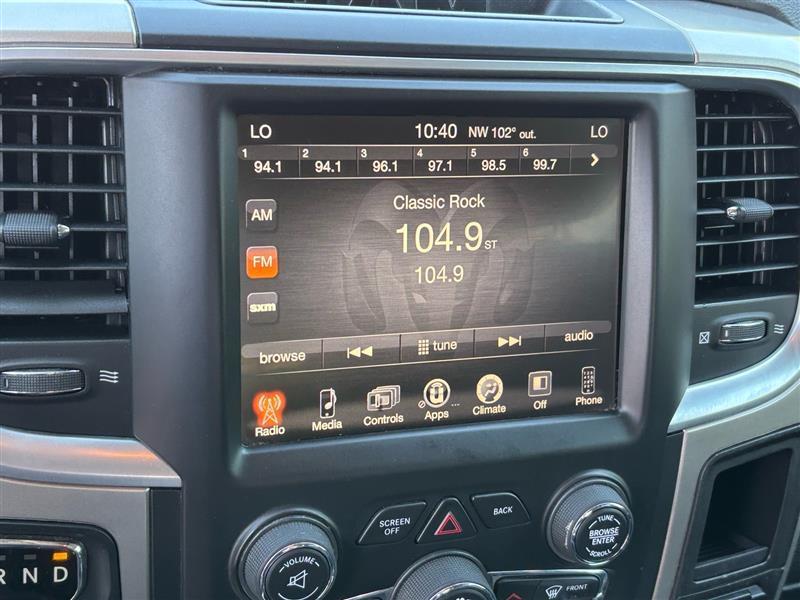 LO 10:40 NW 102° out. LO
1 2 3 4 5 6
94.1 94.1 96.1 97.1 98.5 99.7
Classic Rock
AM
104.9 ST
FM
104.9
sxm
browse tune audio
Radio Media Controls Apps Climate Off Phone
SCREEN OFF BACK
VOLUME
TUNE
BROWSE
ENTER
SCROLL
FRONT
R N D